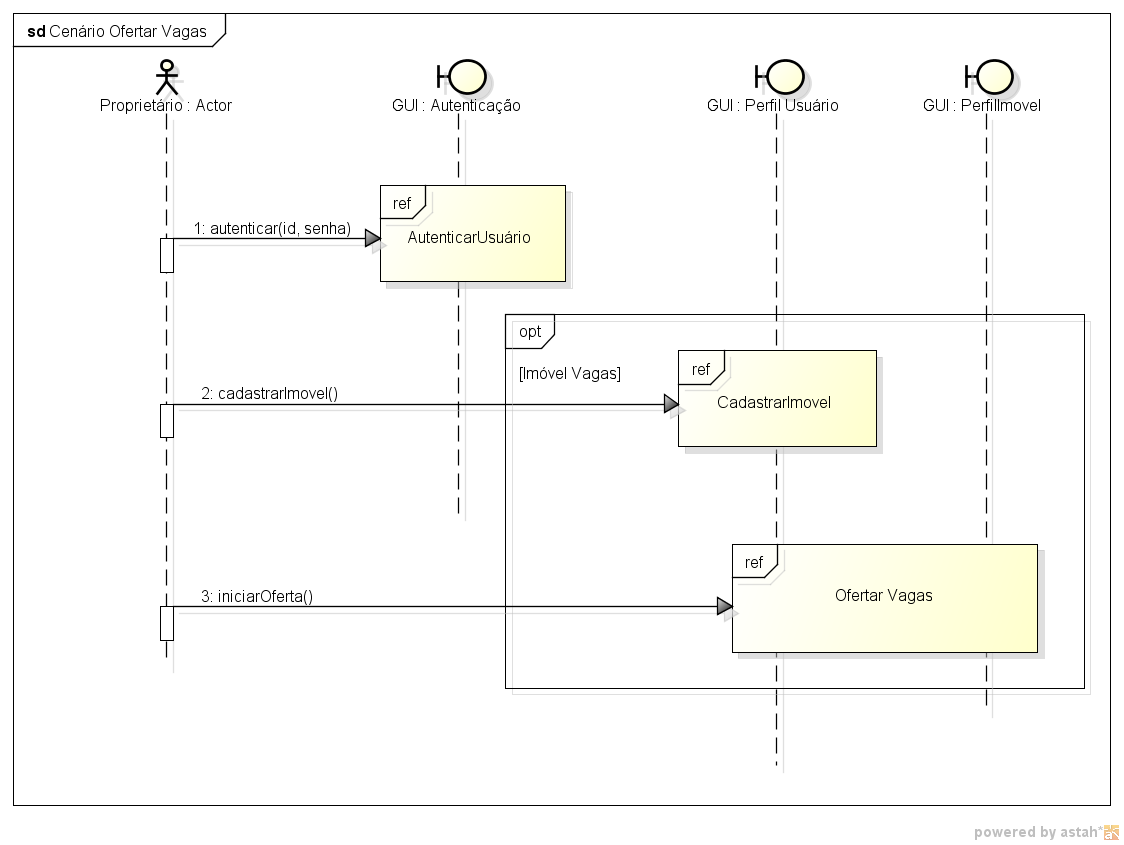 sd Cenário Ofertar Vagas
Proprietário : Actor
GUI : Autenticação
GUI : Perfil Usuário
GUI : PerfilImovel
ref
1: autenticar(id, senha)
AutenticarUsuário
opt
[Imóvel Vagas]
ref
2: cadastrarImovel()
CadastrarImovel
ref
3: iniciarOferta()
Ofertar Vagas
powered by astah*